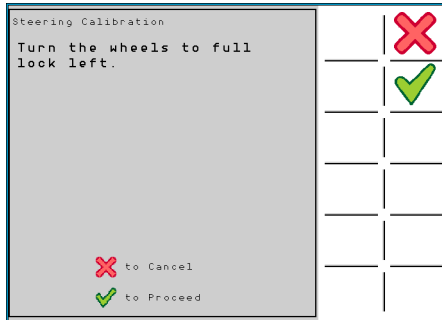 Steering Calibration
Turn the wheels to full
lock left.
to Cancel
to Proceed